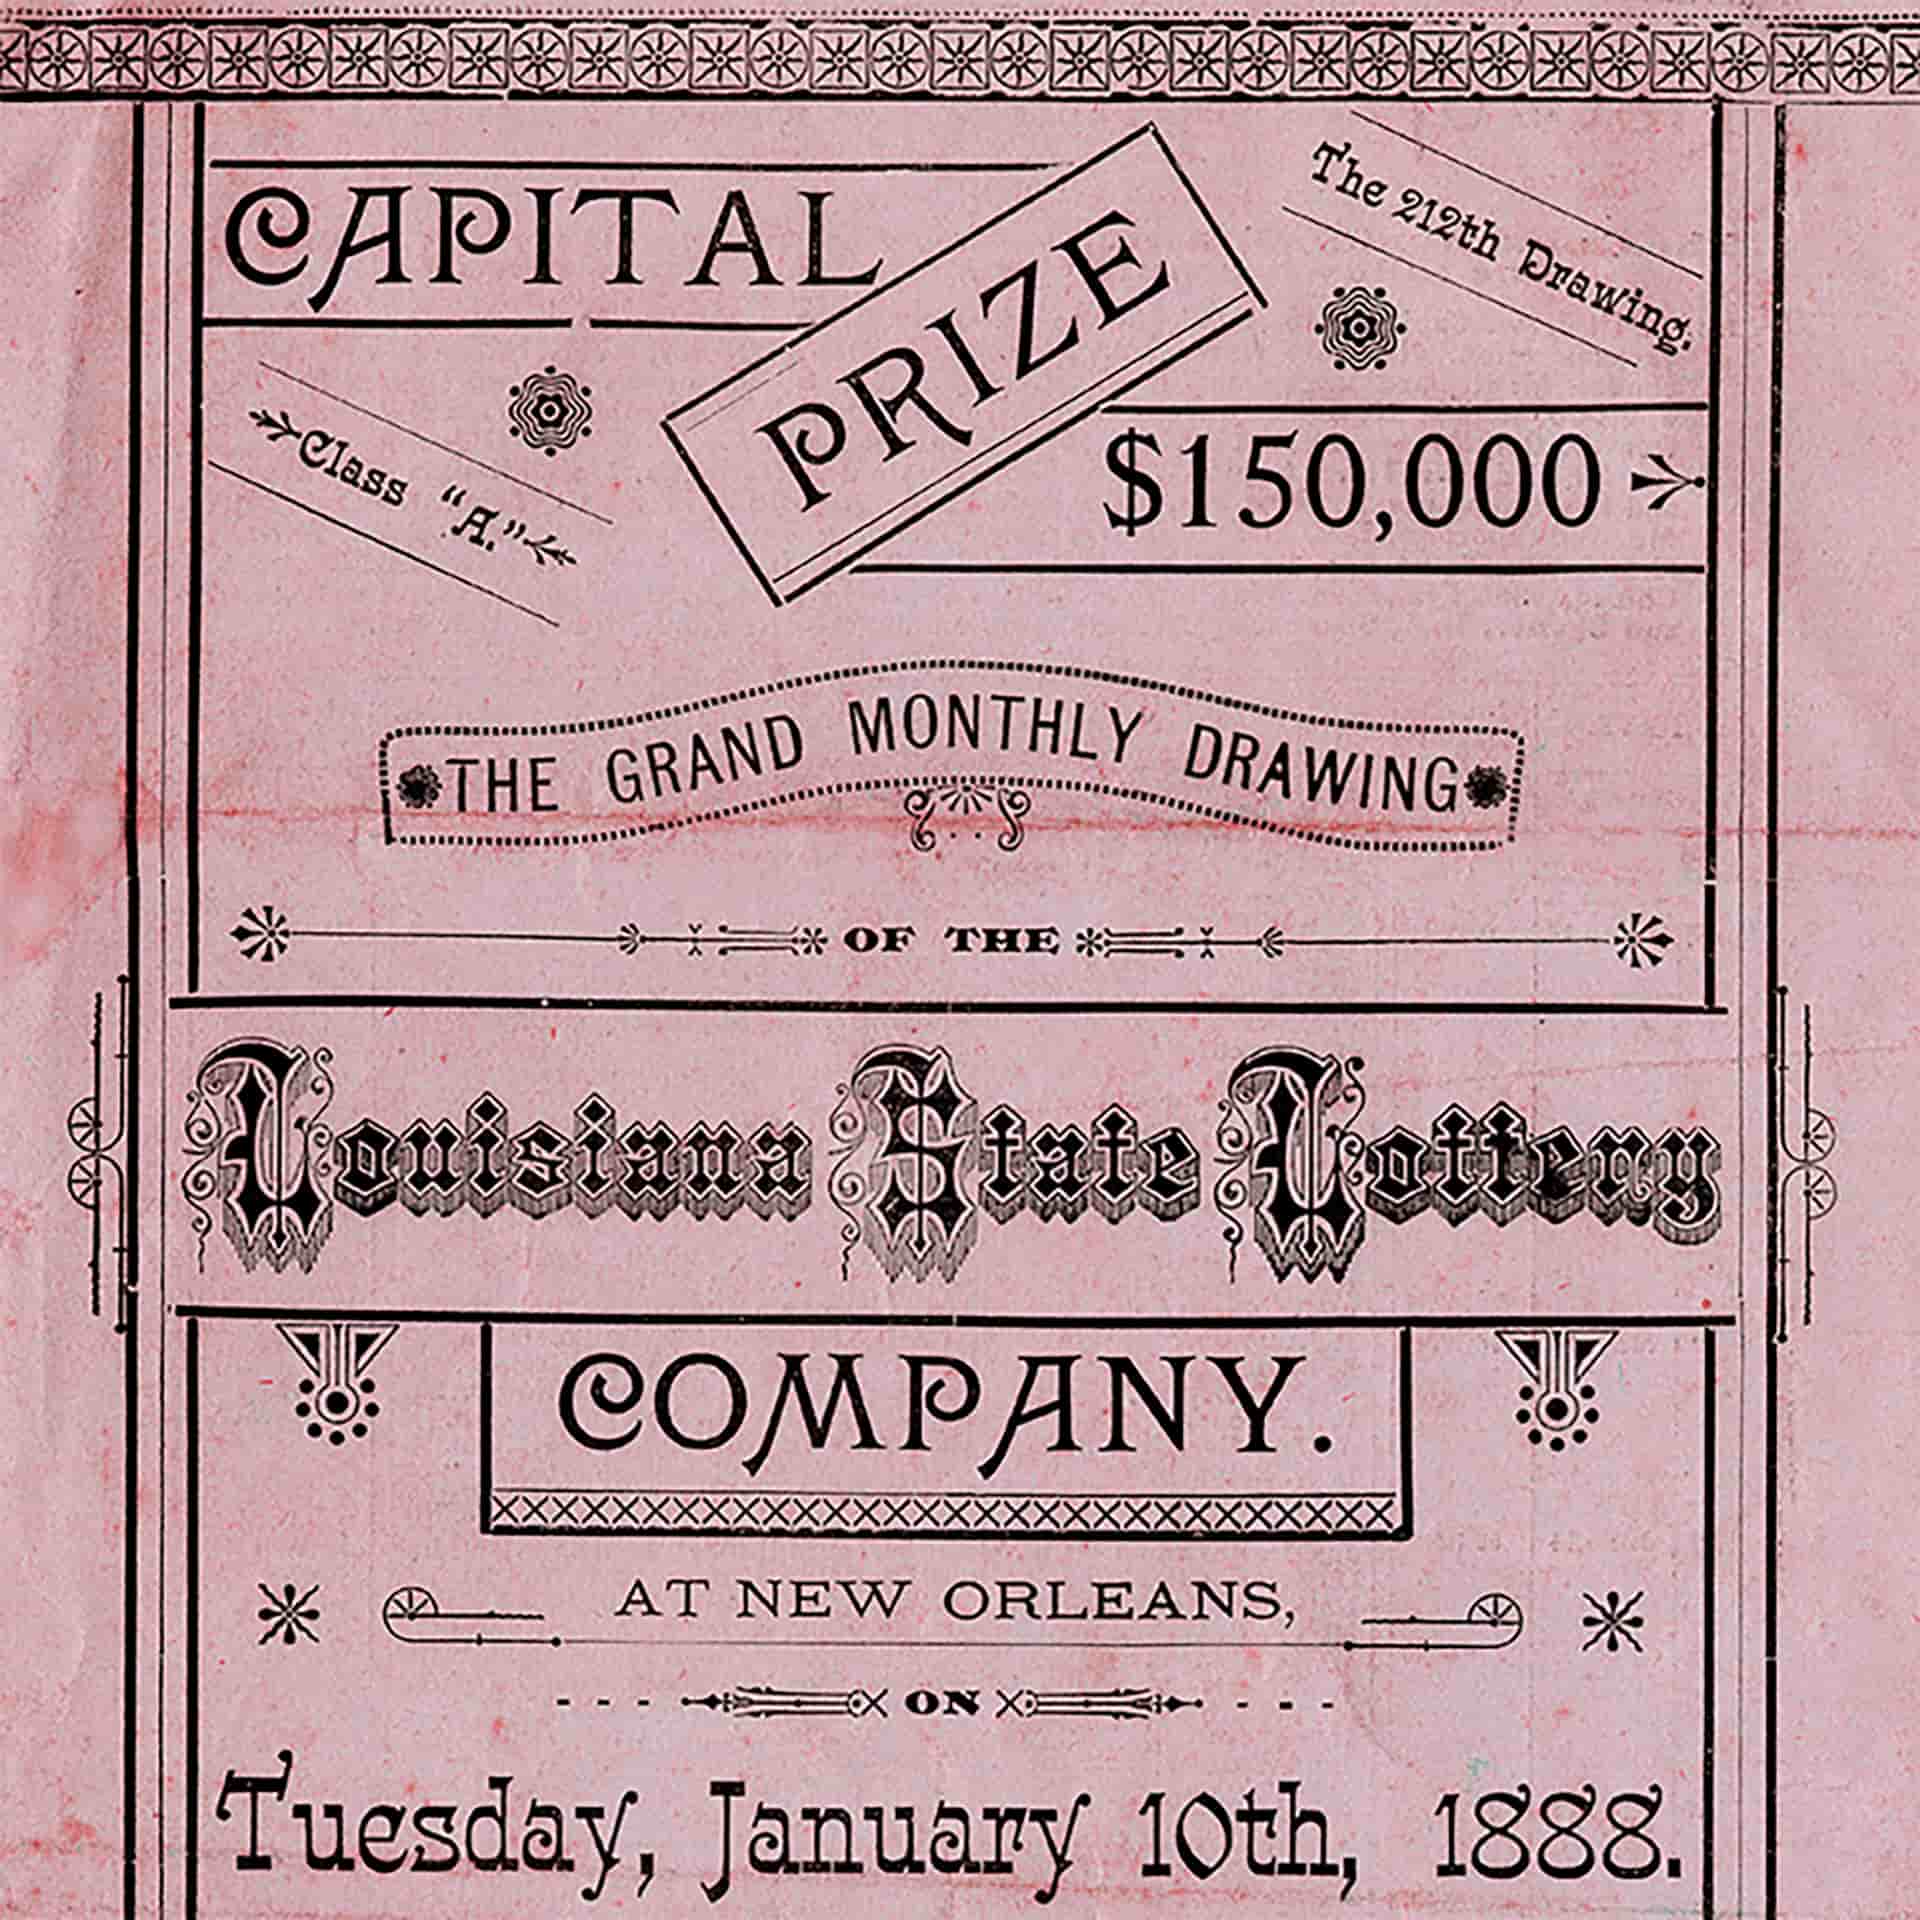 CAPITAL
PRIZE
The 212th Drawing.
Class "A."
$150,000
THE GRAND MONTHLY DRAWING
OF THE
Louisiana State Lottery
COMPANY.
AT NEW ORLEANS,
ON
Tuesday, January 10th, 1888.